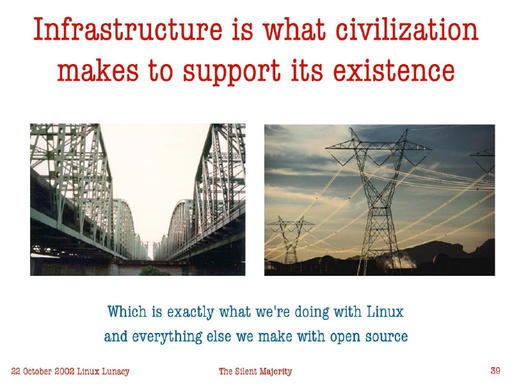 Infrastructure is what civilization
makes to support its existence
Which is exactly what we're doing with Linux
and everything else we make with open source
22 October 2002 Linux Lunacy
The Silent Majority
39